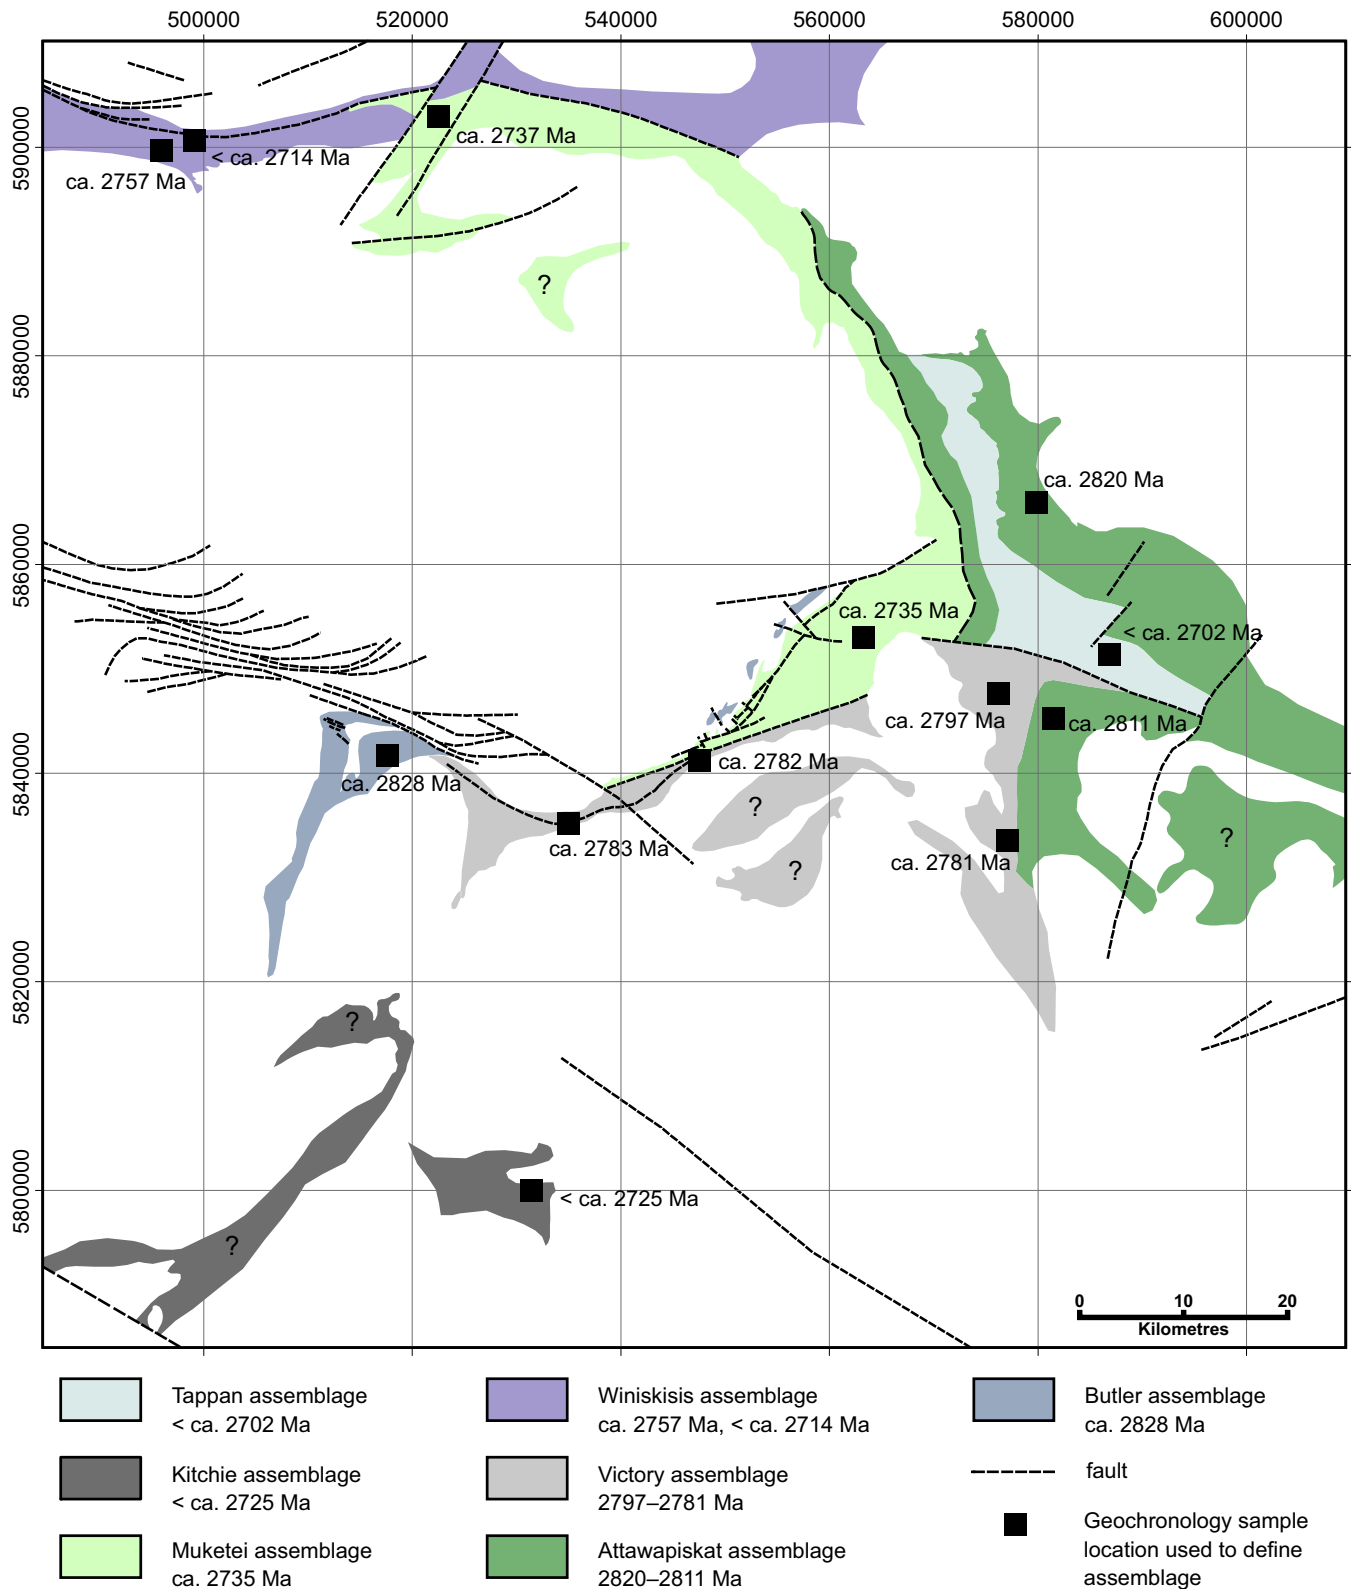 500000 520000 540000 560000 580000 600000
5900000
5880000
5860000
5840000
5820000
5800000
ca. 2737 Ma
< ca. 2714 Ma
ca. 2757 Ma
?
ca. 2820 Ma
ca. 2735 Ma
< ca. 2702 Ma
ca. 2797 Ma
ca. 2811 Ma
ca. 2782 Ma
ca. 2828 Ma
?
?
ca. 2783 Ma
?
ca. 2781 Ma
?
< ca. 2725 Ma
?
0 10 20
Kilometres
Tappan assemblage
< ca. 2702 Ma
Kitchie assemblage
< ca. 2725 Ma
Muketei assemblage
ca. 2735 Ma
Winiskisis assemblage
ca. 2757 Ma, < ca. 2714 Ma
Victory assemblage
2797–2781 Ma
Attawapiskat assemblage
2820–2811 Ma
Butler assemblage
ca. 2828 Ma
fault
Geochronology sample
location used to define
assemblage